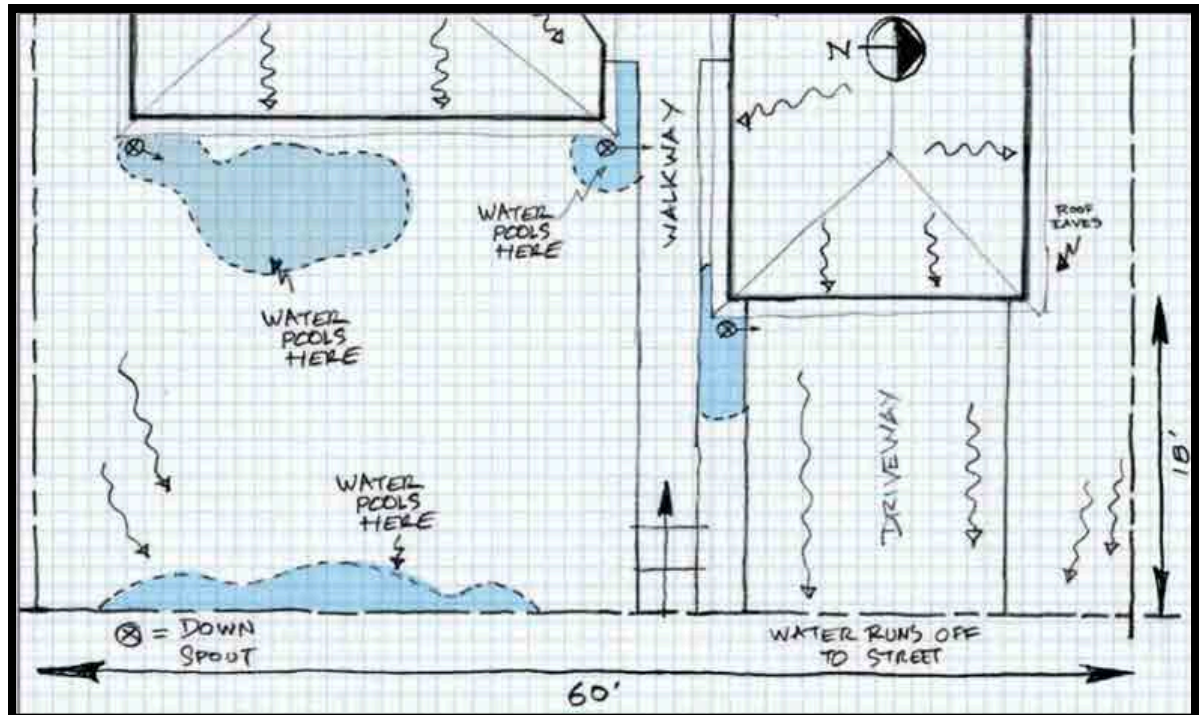 N
WALKWAY
WATER
POOLS
HERE
ROOF
EAVES
WATER
POOLS
HERE
DRIVEWAY
18'
WATER
POOLS
HERE
⊗ = DOWN
SPOUT
WATER RUNS OFF
TO STREET
60'